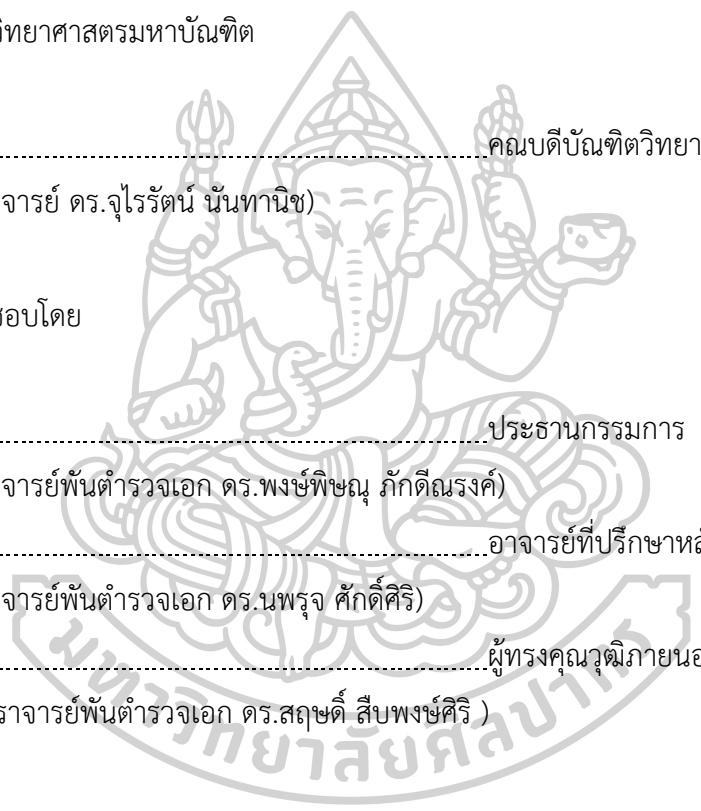 วิทยาศาสตรมหาบัณฑิต
คณบดีบัณฑิตวิทยา
จารย์ ดร.จุไรรัตน์ นันทานิช)
สอบโดย
ประธานกรรมการ
จารย์พันตำรวจเอก ดร.พงษ์พิษณุ ภักดีณรงค์)
อาจารย์ที่ปรึกษาหลั
จารย์พันตำรวจเอก ดร.นพรุจ ศักดิ์ศิริ)
ผู้ทรงคุณวุฒิภายนอ
ราจารย์พันตำรวจเอก ดร.สฤษดิ์ สืบพงษ์ศิริ )
มหาวิทยาลัยศิลปากร